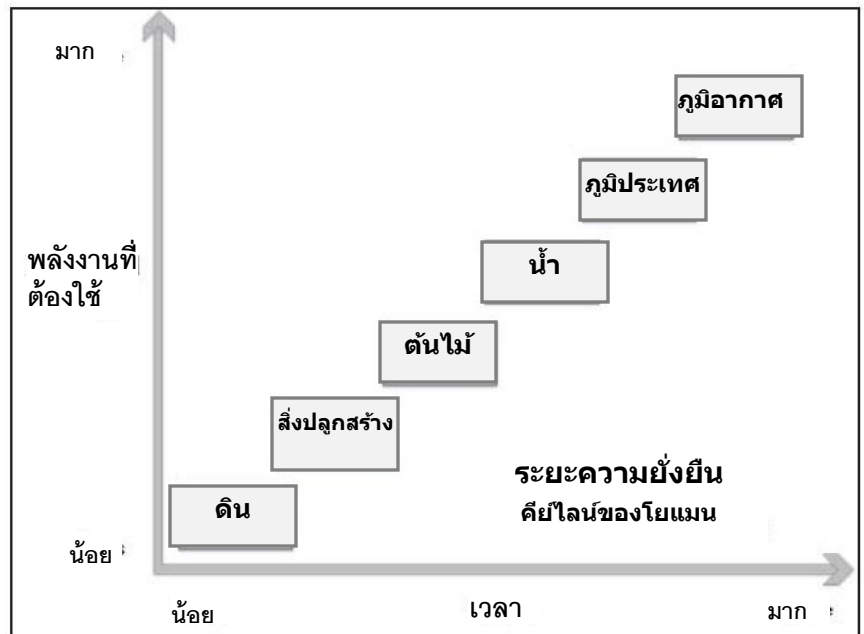 มาก
ภูมิอากาศ
ภูมิประเทศ
พลังงานที่
ต้องใช้
น้ำ
ต้นไม้
สิ่งปลูกสร้าง
ระยะความยั่งยืน
คีย์ไลน์ของโยแมน
ดิน
น้อย
น้อย
เวลา
มาก